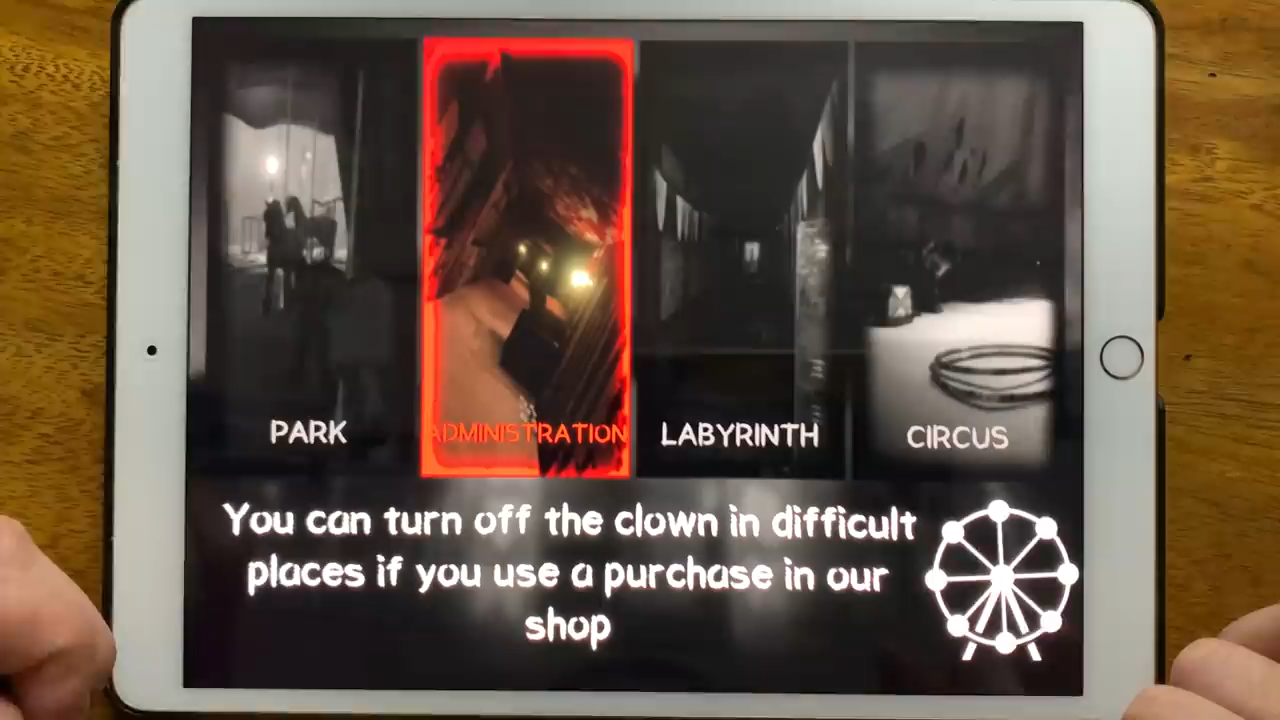 PARK
ADMINISTRATION
LABYRINTH
CIRCUS
You can turn off the clown in difficult
places if you use a purchase in our
shop